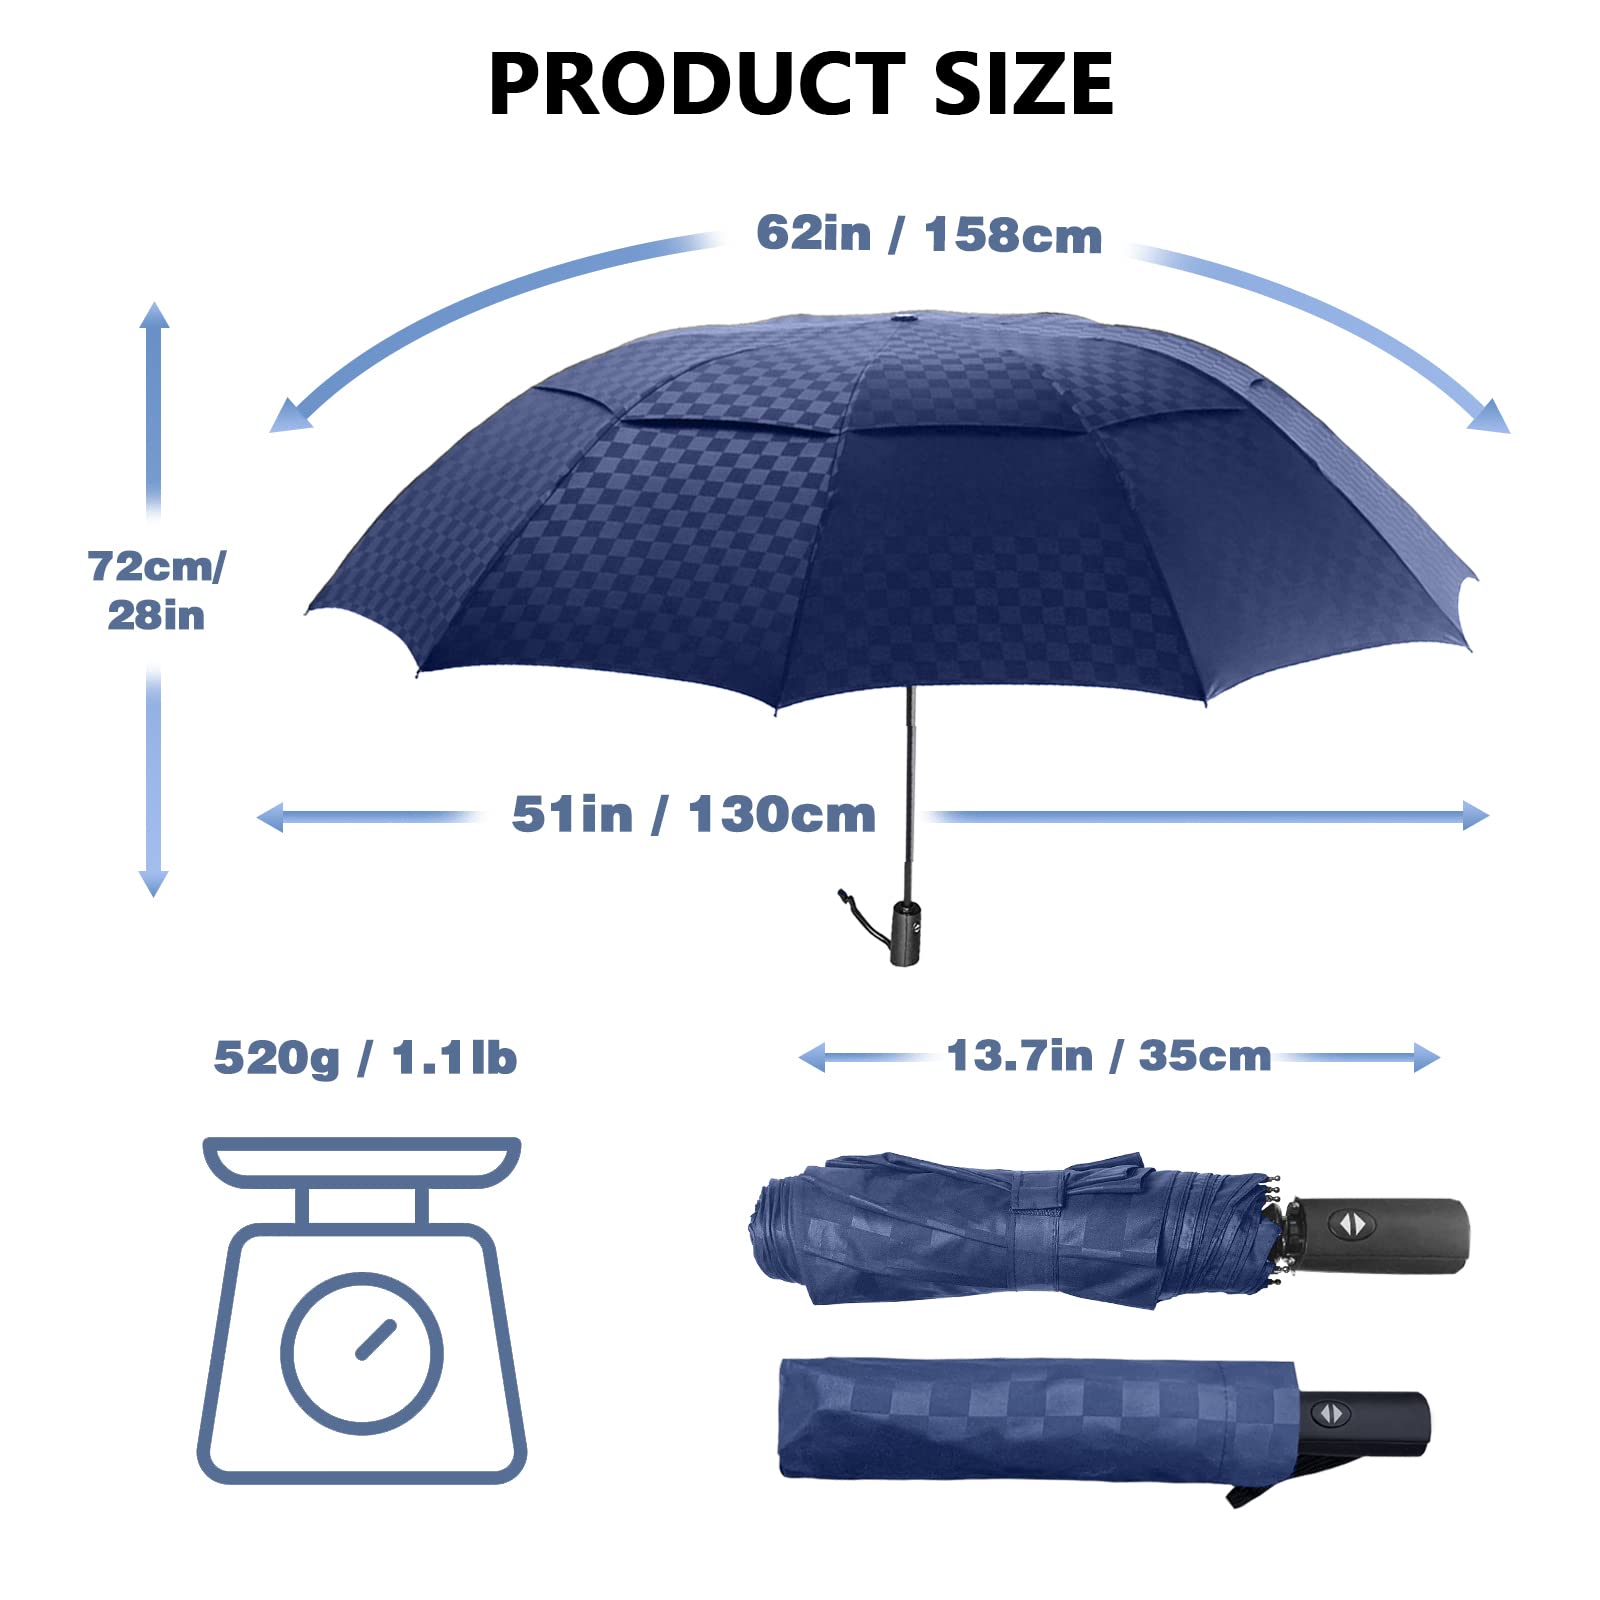 PRODUCT SIZE
62in / 158cm
72cm/
28in
51in / 130cm
520g / 1.1lb
13.7in / 35cm